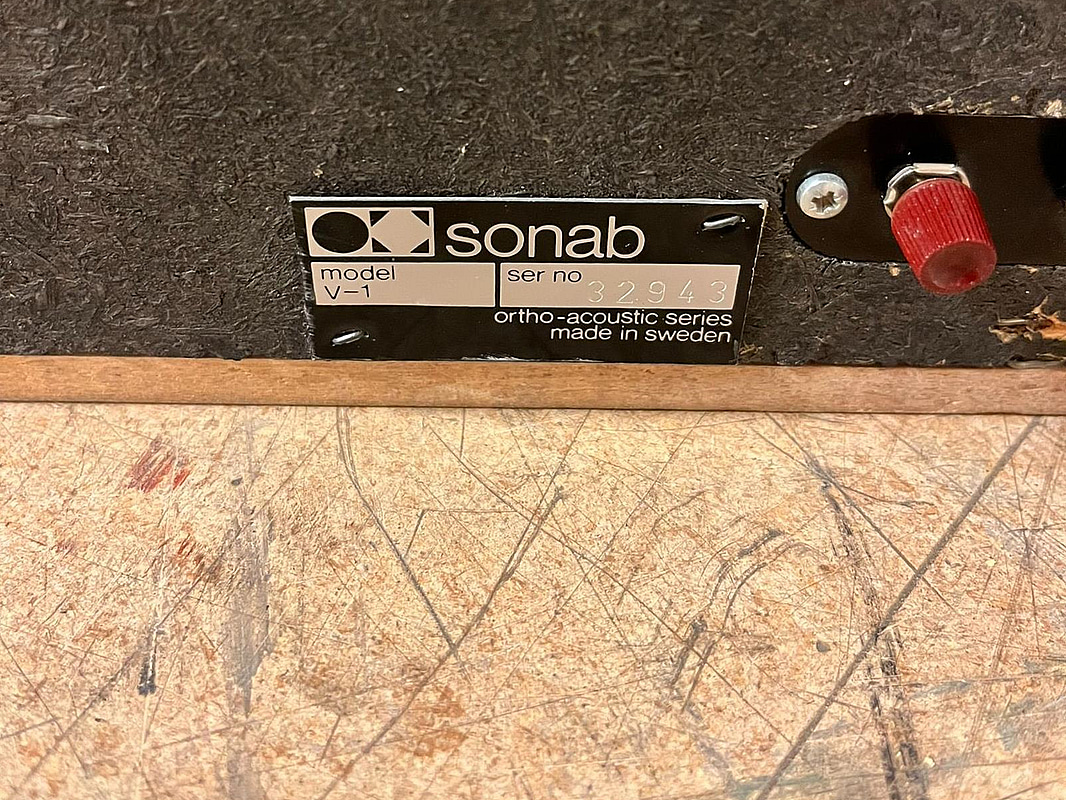 sonab
model
V-1
ser no 32943
ortho-acoustic series
made in sweden